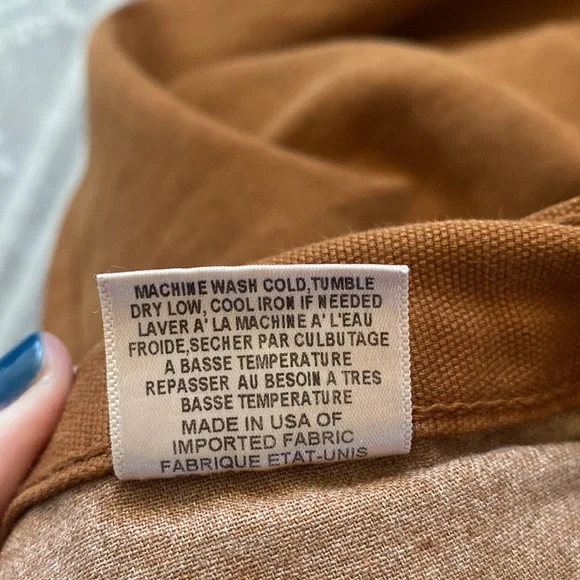 MACHINE WASH COLD,TUMBLE
DRY LOW, COOL IRON IF NEEDED
LAVER A' LA MACHINE A' L'EAU
FROIDE,SECHER PAR CULBUTAGE
A BASSE TEMPERATURE
REPASSER AU BESOIN A TRES
BASSE TEMPERATURE
MADE IN USA OF
IMPORTED FABRIC
FABRIQUE ETAT-UNIS